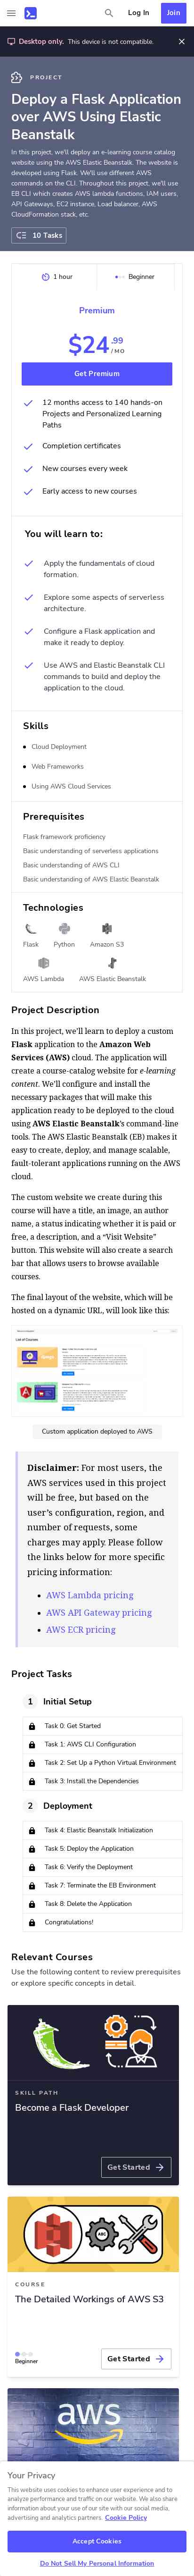 Log In
Join
Desktop only. This device is not compatible.
PROJECT
Deploy a Flask Application
over AWS Using Elastic
Beanstalk
In this project, we'll deploy an e-learning course catalog
website using the AWS Elastic Beanstalk. The website is
developed using Flask. We'll use different AWS
commands on the CLI. Throughout this project, we'll use
EB CLI which creates AWS lambda functions, IAM users,
API Gateways, EC2 instance, Load balancer, AWS
CloudFormation stack, etc.
10 Tasks
1 hour
Beginner
Premium
$24.99
/MO
Get Premium
12 months access to 140 hands-on
Projects and Personalized Learning
Paths
Completion certificates
New courses every week
Early access to new courses
You will learn to:
Apply the fundamentals of cloud
formation.
Explore some aspects of serverless
architecture.
Configure a Flask application and
make it ready to deploy.
Use AWS and Elastic Beanstalk CLI
commands to build and deploy the
application to the cloud.
Skills
Cloud Deployment
Web Frameworks
Using AWS Cloud Services
Prerequisites
Flask framework proficiency
Basic understanding of serverless applications
Basic understanding of AWS CLI
Basic understanding of AWS Elastic Beanstalk
Technologies
Flask
Python
Amazon S3
AWS Lambda
AWS Elastic Beanstalk
Project Description
In this project, we'll learn to deploy a custom
Flask application to the Amazon Web
Services (AWS) cloud. The application will
create a course-catalog website for e-learning
content. We'll configure and install the
necessary packages that will make this
application ready to be deployed to the cloud
using AWS Elastic Beanstalk's command-line
tools. The AWS Elastic Beanstalk (EB) makes it
easy to create, deploy, and manage scalable,
fault-tolerant applications running on the AWS
cloud.
The custom website we create during this
course will have a title, an image, an author
name, a status indicating whether it is paid or
free, a description, and a "Visit Website"
button. This website will also create a search
bar that allows users to browse available
courses.
The final layout of the website, which will be
hosted on a dynamic URL, will look like this:
List of Courses
Custom application deployed to AWS
Disclaimer: For most users, the
AWS services used in this project
will be free, but based on the
user's configuration, region, and
number of requests, some
charges may apply. Please follow
the links below for more specific
pricing information:
AWS Lambda pricing
AWS API Gateway pricing
AWS ECR pricing
Project Tasks
1 Initial Setup
Task 0: Get Started
Task 1: AWS CLI Configuration
Task 2: Set Up a Python Virtual Environment
Task 3: Install the Dependencies
2 Deployment
Task 4: Elastic Beanstalk Initialization
Task 5: Deploy the Application
Task 6: Verify the Deployment
Task 7: Terminate the EB Environment
Task 8: Delete the Application
Congratulations!
Relevant Courses
Use the following content to review prerequisites
or explore specific concepts in detail.
SKILL PATH
Become a Flask Developer
Get Started
COURSE
The Detailed Workings of AWS S3
Beginner
Get Started
aws
Your Privacy
This website uses cookies to enhance user experience and to
analyze performance and traffic on our website. We also share
information about your use of our site with our social media,
advertising and analytics partners. Cookie Policy
Accept Cookies
Do Not Sell My Personal Information